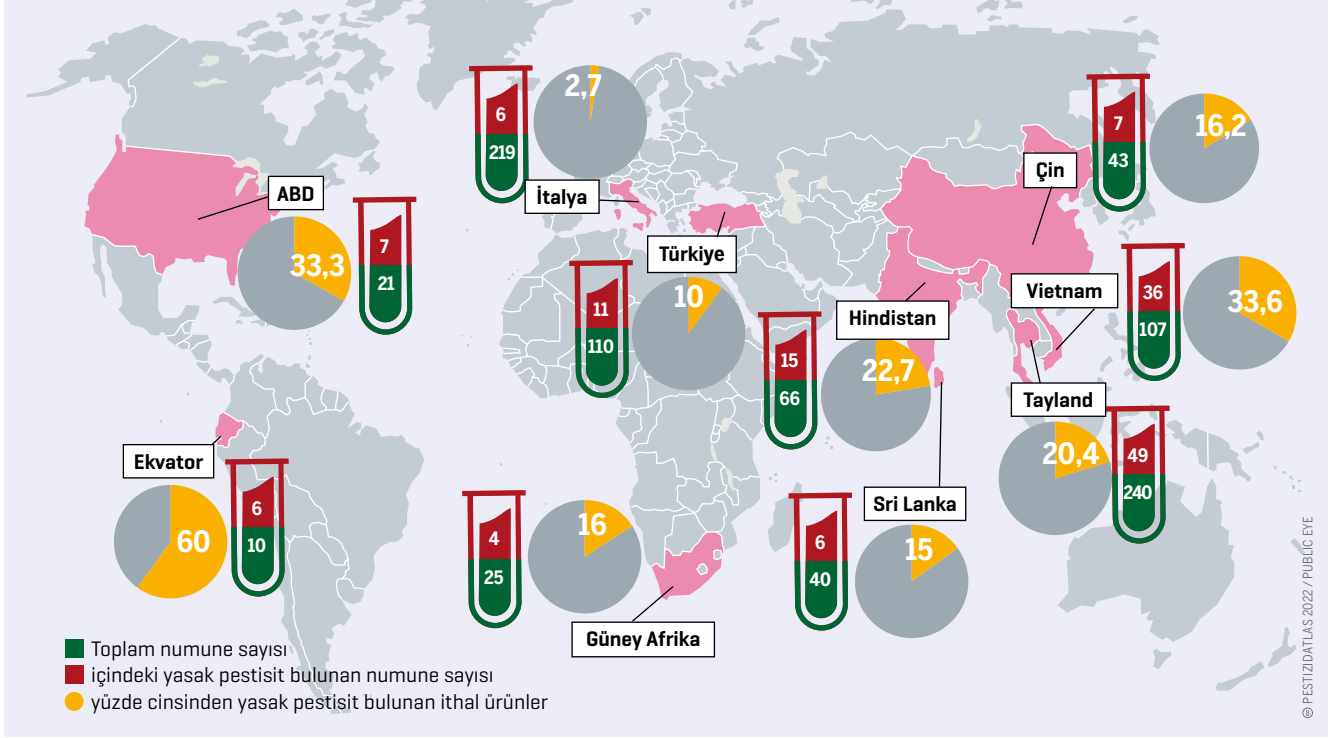 ABD
33,3
7
21
6
219
2,7
İtalya
Türkiye
11
110
10
Çin
7
43
16,2
Hindistan
15
66
22,7
Vietnam
36
107
33,6
Tayland
20,4
49
240
Ekvator
60
6
10
4
25
16
Güney Afrika
Sri Lanka
6
40
15
Toplam numune sayısı
içindeki yasak pestisit bulunan numune sayısı
yüzde cinsinden yasak pestisit bulunan ithal ürünler
© PESTIZIDATLAS 2022 / PUBLIC EYE